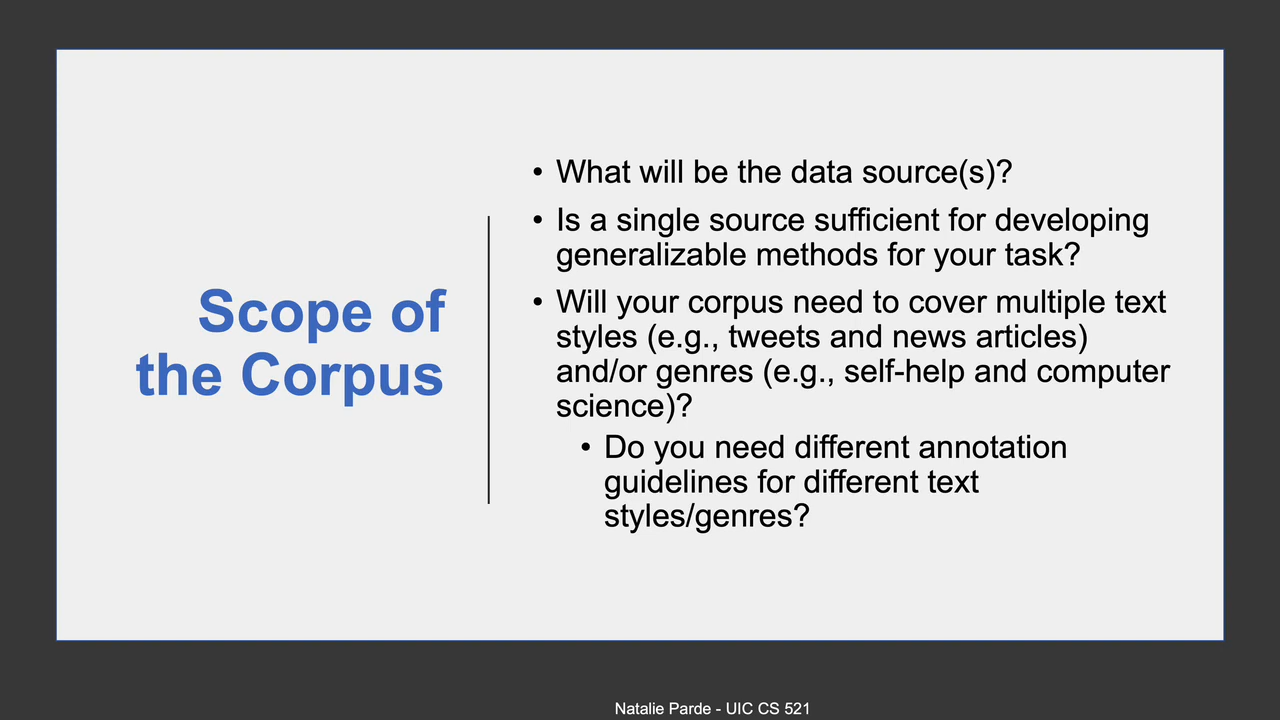 Scope of
the Corpus
• What will be the data source(s)?
• Is a single source sufficient for developing
generalizable methods for your task?
• Will your corpus need to cover multiple text
styles (e.g., tweets and news articles)
and/or genres (e.g., self-help and computer
science)?
• Do you need different annotation
guidelines for different text
styles/genres?
Natalie Parde - UIC CS 521